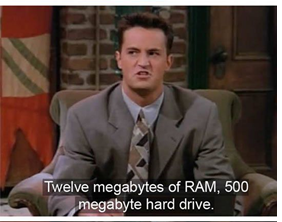 Twelve megabytes of RAM, 500
megabyte hard drive.